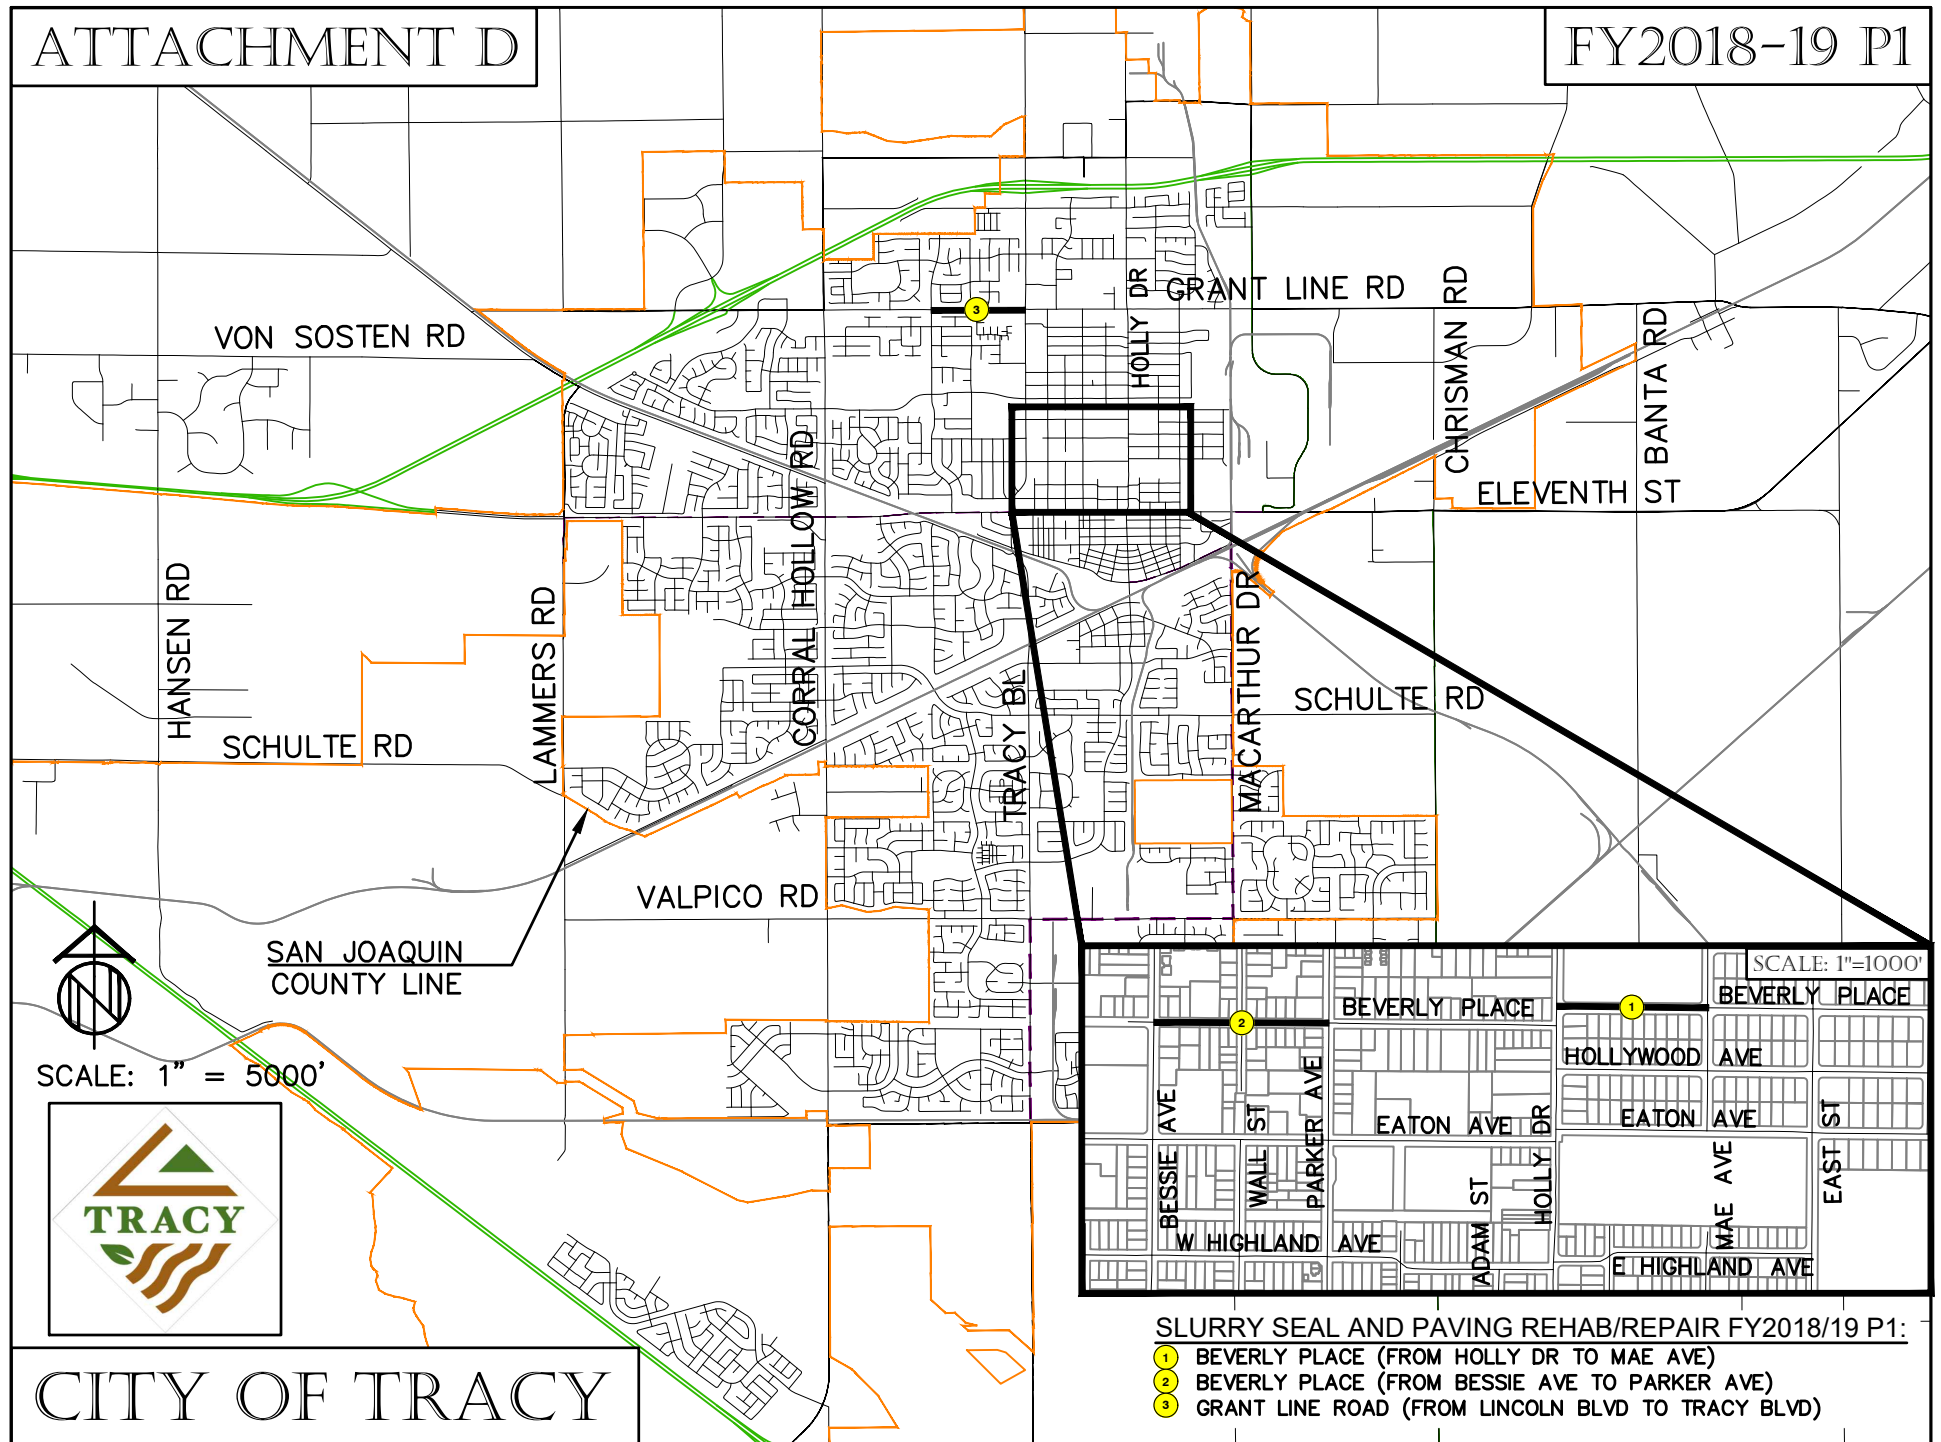 ATTACHMENT D
FY2018-19 P1
HOLLY DR
GRANT LINE RD
CHRISMAN RD
BANTA RD
3
VON SOSTEN RD
CORRAL HOLLOW RD
ELEVENTH ST
HANSEN RD
LAMMERS RD
TRACY BL
MACARTHUR DR
SCHULTE RD
SCHULTE RD
VALPICO RD
SAN JOAQUIN
COUNTY LINE
N
SCALE: 1" = 5000'
TRACY
CITY OF TRACY
SCALE: 1"=1000'
BEVERLY PLACE
BEVERLY PLACE
1
2
HOLLYWOOD AVE
BESSIE AVE
WALL ST
PARKER AVE
EATON AVE
HOLLY DR
EATON AVE
ADAM ST
MAE AVE
EAST ST
W HIGHLAND AVE
E HIGHLAND AVE
SLURRY SEAL AND PAVING REHAB/REPAIR FY2018/19 P1:
1 BEVERLY PLACE (FROM HOLLY DR TO MAE AVE)
2 BEVERLY PLACE (FROM BESSIE AVE TO PARKER AVE)
3 GRANT LINE ROAD (FROM LINCOLN BLVD TO TRACY BLVD)